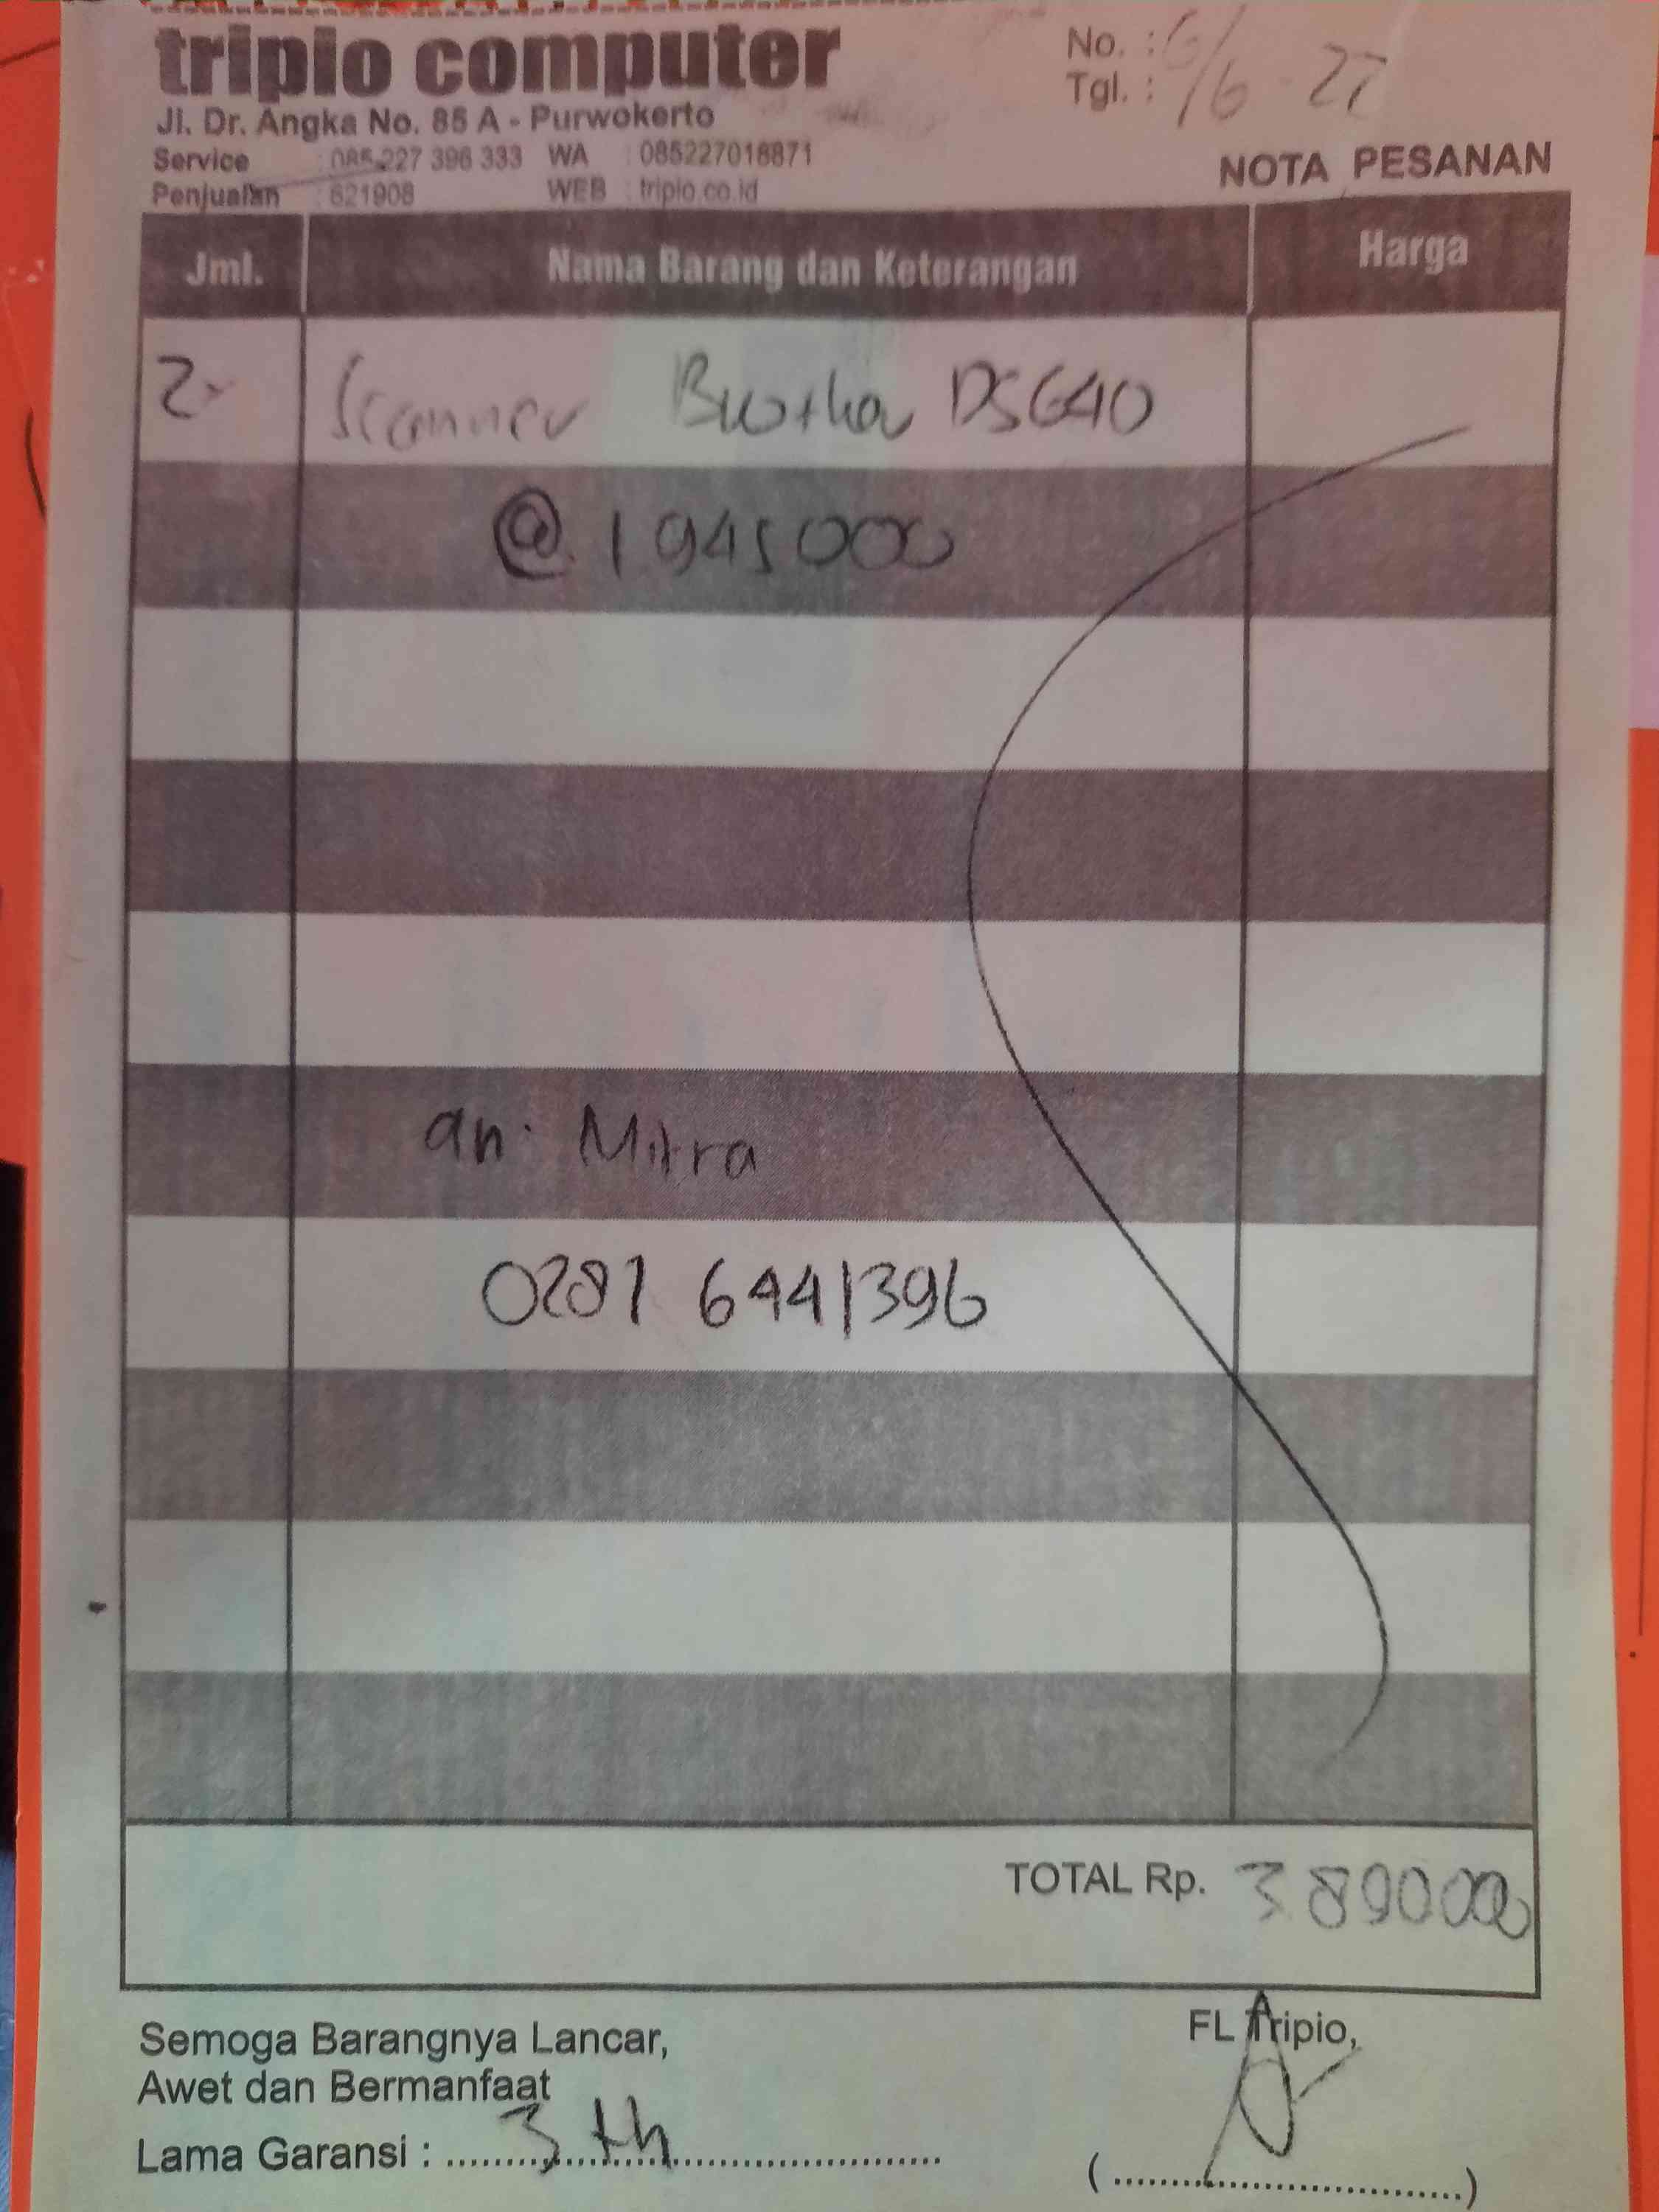 tripio computer
Jl. Dr. Angka No. 85 A - Purwokerto
Service : 085 227 396 333 WA : 085227018871
Penjualan : 621908 WEB : tripio.co.id
No. :
Tgl. : 6/6 - 22
NOTA PESANAN
Jml. Nama Barang dan Keterangan Harga
2x Scanner Brother DS640
@ 1945000
an. Mitra
0281 6441396
TOTAL Rp. 3890000
Semoga Barangnya Lancar,
Awet dan Bermanfaat
Lama Garansi : 3 th
FL Tripio,
(....................)